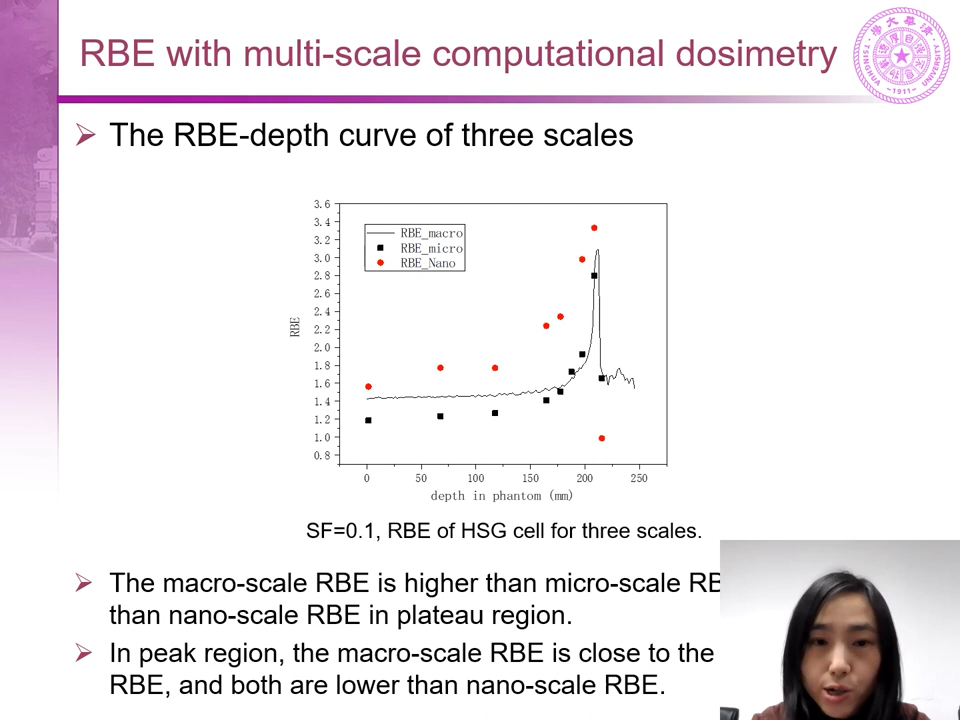 RBE with multi-scale computational dosimetry
TSINGHUA UNIVERSITY
1911
➢ The RBE-depth curve of three scales
3.6
3.4
3.2
3.0
2.8
2.6
2.4
2.2
2.0
1.8
1.6
1.4
1.2
1.0
0.8
RBE
RBE_macro
RBE_micro
RBE_Nano
0 50 100 150 200 250
depth in phantom (mm)
SF=0.1, RBE of HSG cell for three scales.
➢ The macro-scale RBE is higher than micro-scale
than nano-scale RBE in plateau region.
➢ In peak region, the macro-scale RBE is close to the
RBE, and both are lower than nano-scale RBE.